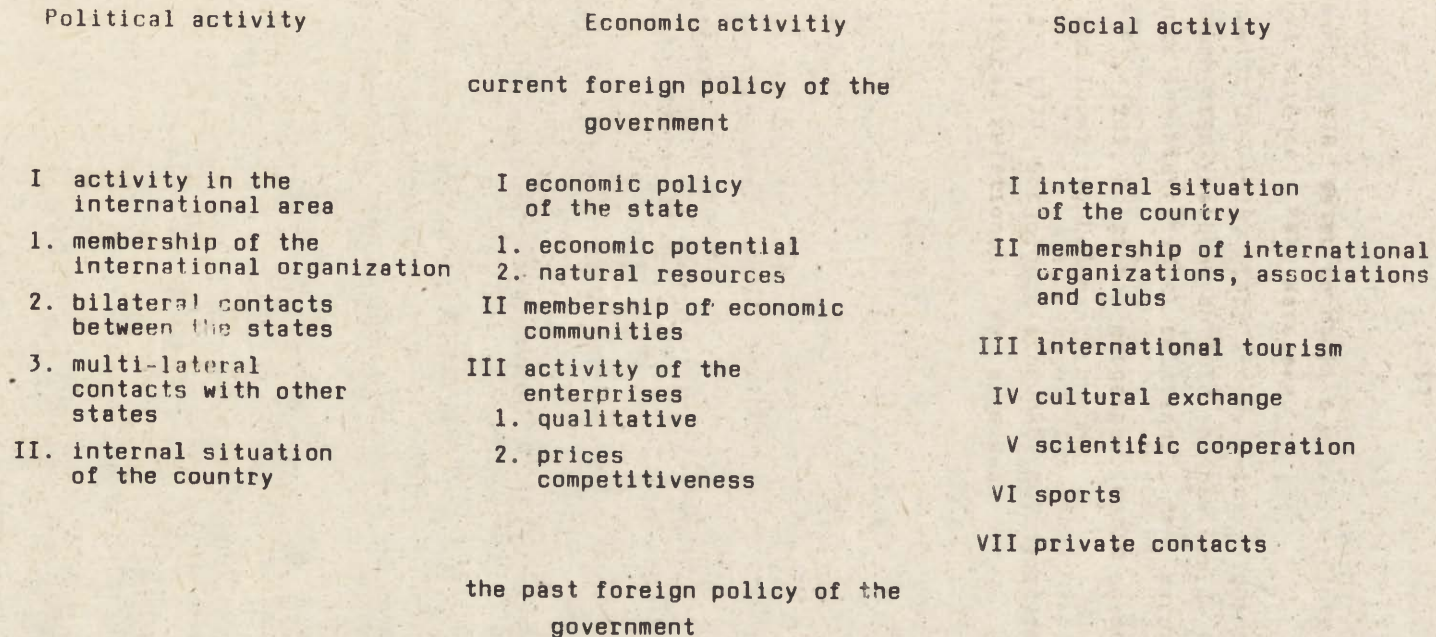 Political activity
Economic activitiy
Social activity
current foreign policy of the
government
I activity in the
international area
1. membership of the
international organization
2. bilateral contacts
between the states
3. multi-lateral
contacts with other
states
II. internal situation
of the country
I economic policy
of the state
1. economic potential
2. natural resources
II membership of economic
communities
III activity of the
enterprises
1. qualitative
2. prices
competitiveness
I internal situation
of the country
II membership of international
organizations, associations
and clubs
III international tourism
IV cultural exchange
V scientific cooperation
VI sports
VII private contacts
the past foreign policy of the
government